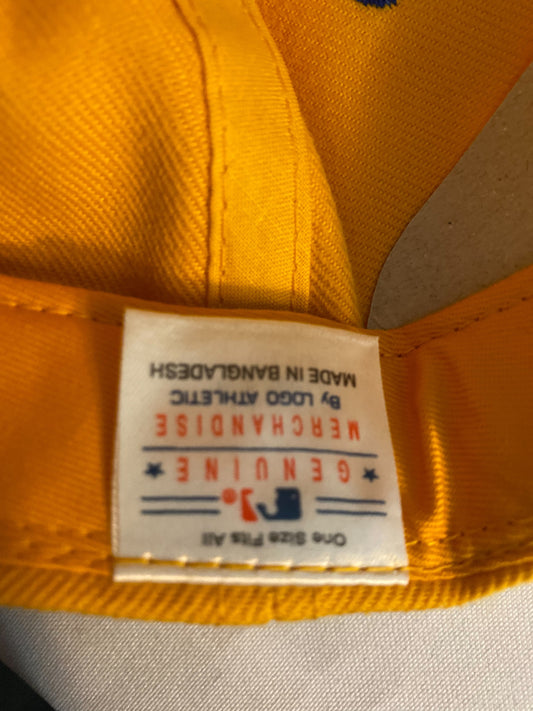 One Size Fits All
GENUINE
MERCHANDISE
By LOGO ATHLETIC
MADE IN BANGLADESH